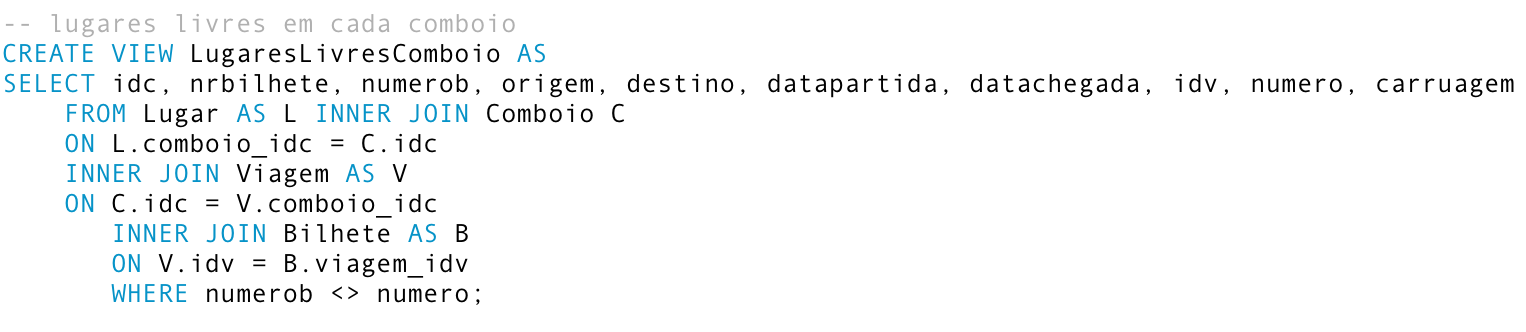 -- lugares livres em cada comboio
CREATE VIEW LugaresLivresComboio AS
SELECT idc, nrbilhete, numerob, origem, destino, datapartida, datachegada, idv, numero, carruagem
FROM Lugar AS L INNER JOIN Comboio C
ON L.comboio_idc = C.idc
INNER JOIN Viagem AS V
ON C.idc = V.comboio_idc
INNER JOIN Bilhete AS B
ON V.idv = B.viagem_idv
WHERE numerob <> numero;